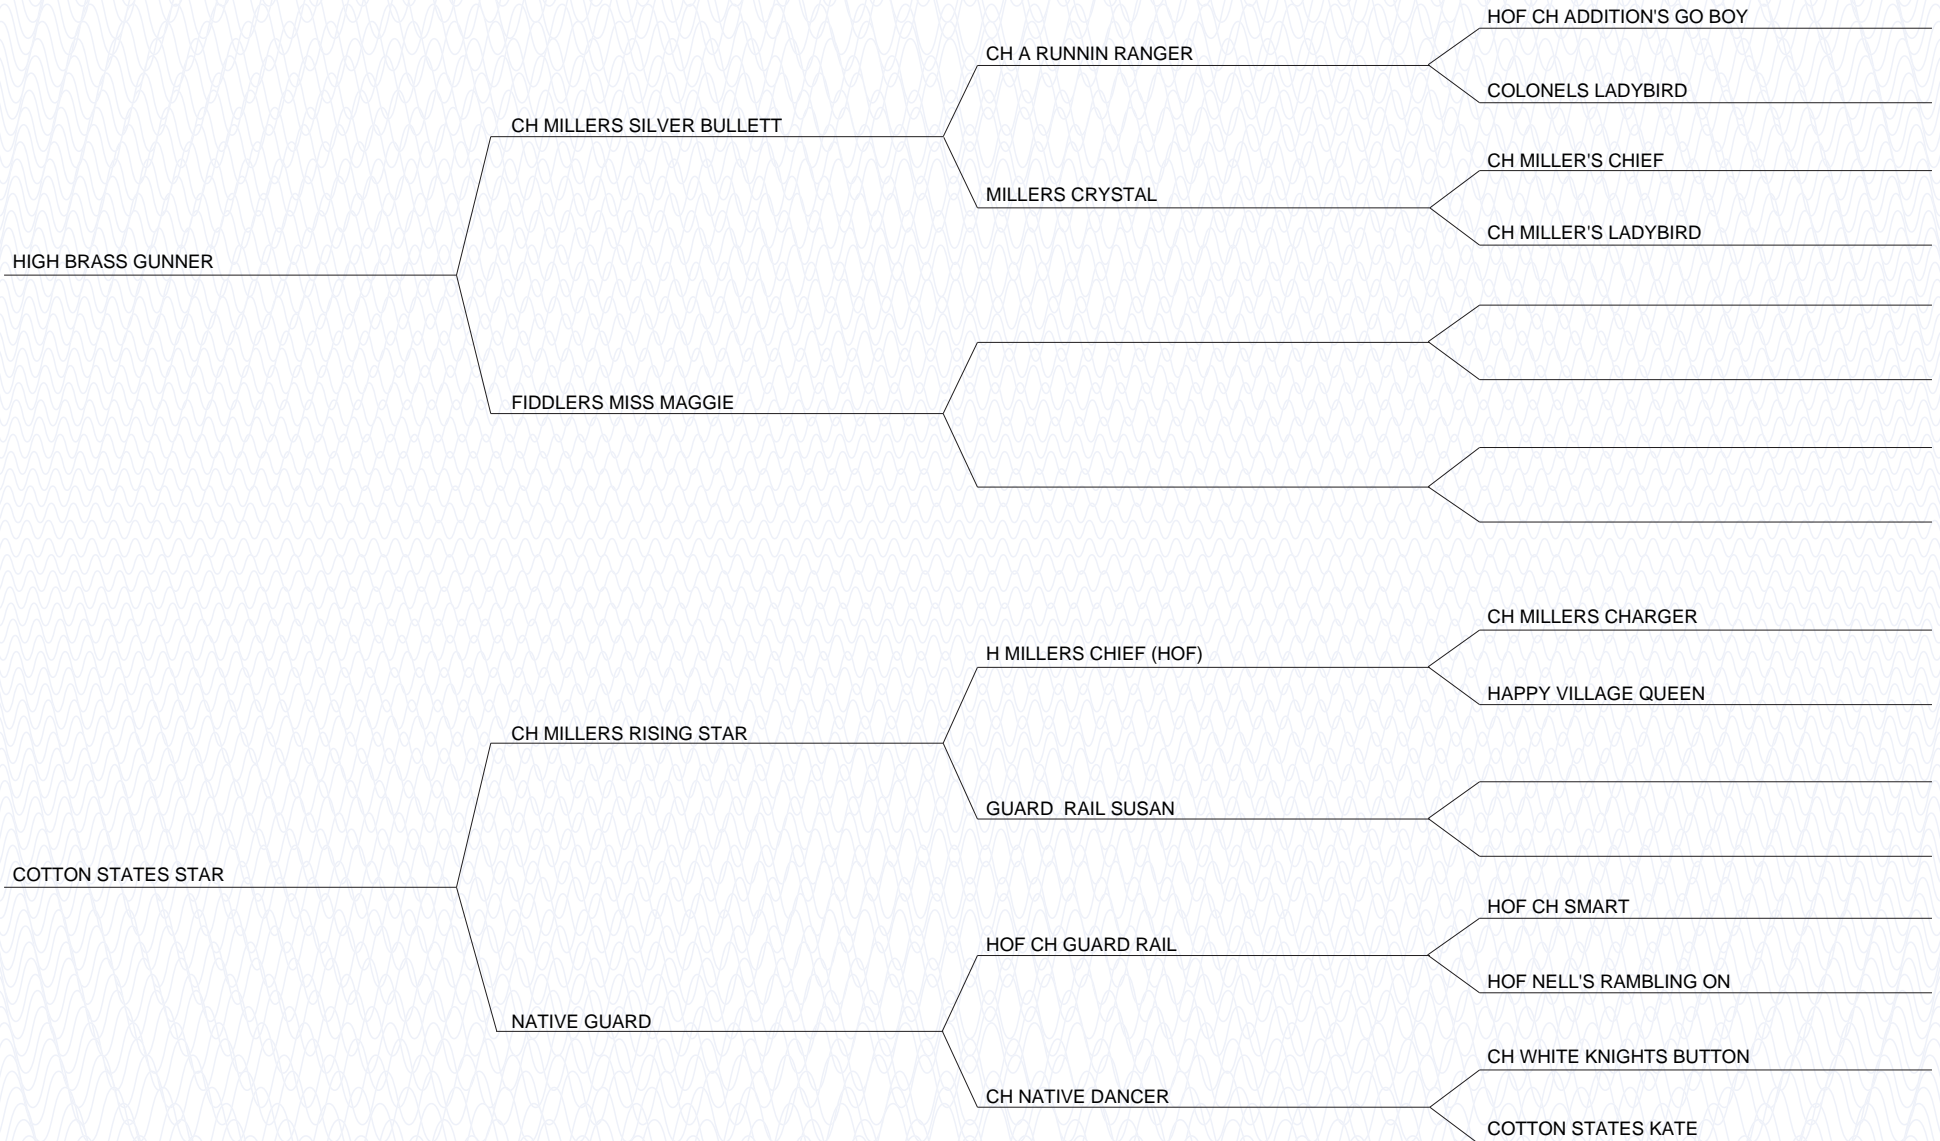 HOF CH ADDITION'S GO BOY
CH A RUNNIN RANGER
COLONELS LADYBIRD
CH MILLERS SILVER BULLETT
CH MILLER'S CHIEF
MILLERS CRYSTAL
CH MILLER'S LADYBIRD
HIGH BRASS GUNNER
FIDDLERS MISS MAGGIE
CH MILLERS CHARGER
H MILLERS CHIEF (HOF)
HAPPY VILLAGE QUEEN
CH MILLERS RISING STAR
GUARD  RAIL SUSAN
COTTON STATES STAR
HOF CH SMART
HOF CH GUARD RAIL
HOF NELL'S RAMBLING ON
NATIVE GUARD
CH WHITE KNIGHTS BUTTON
CH NATIVE DANCER
COTTON STATES KATE